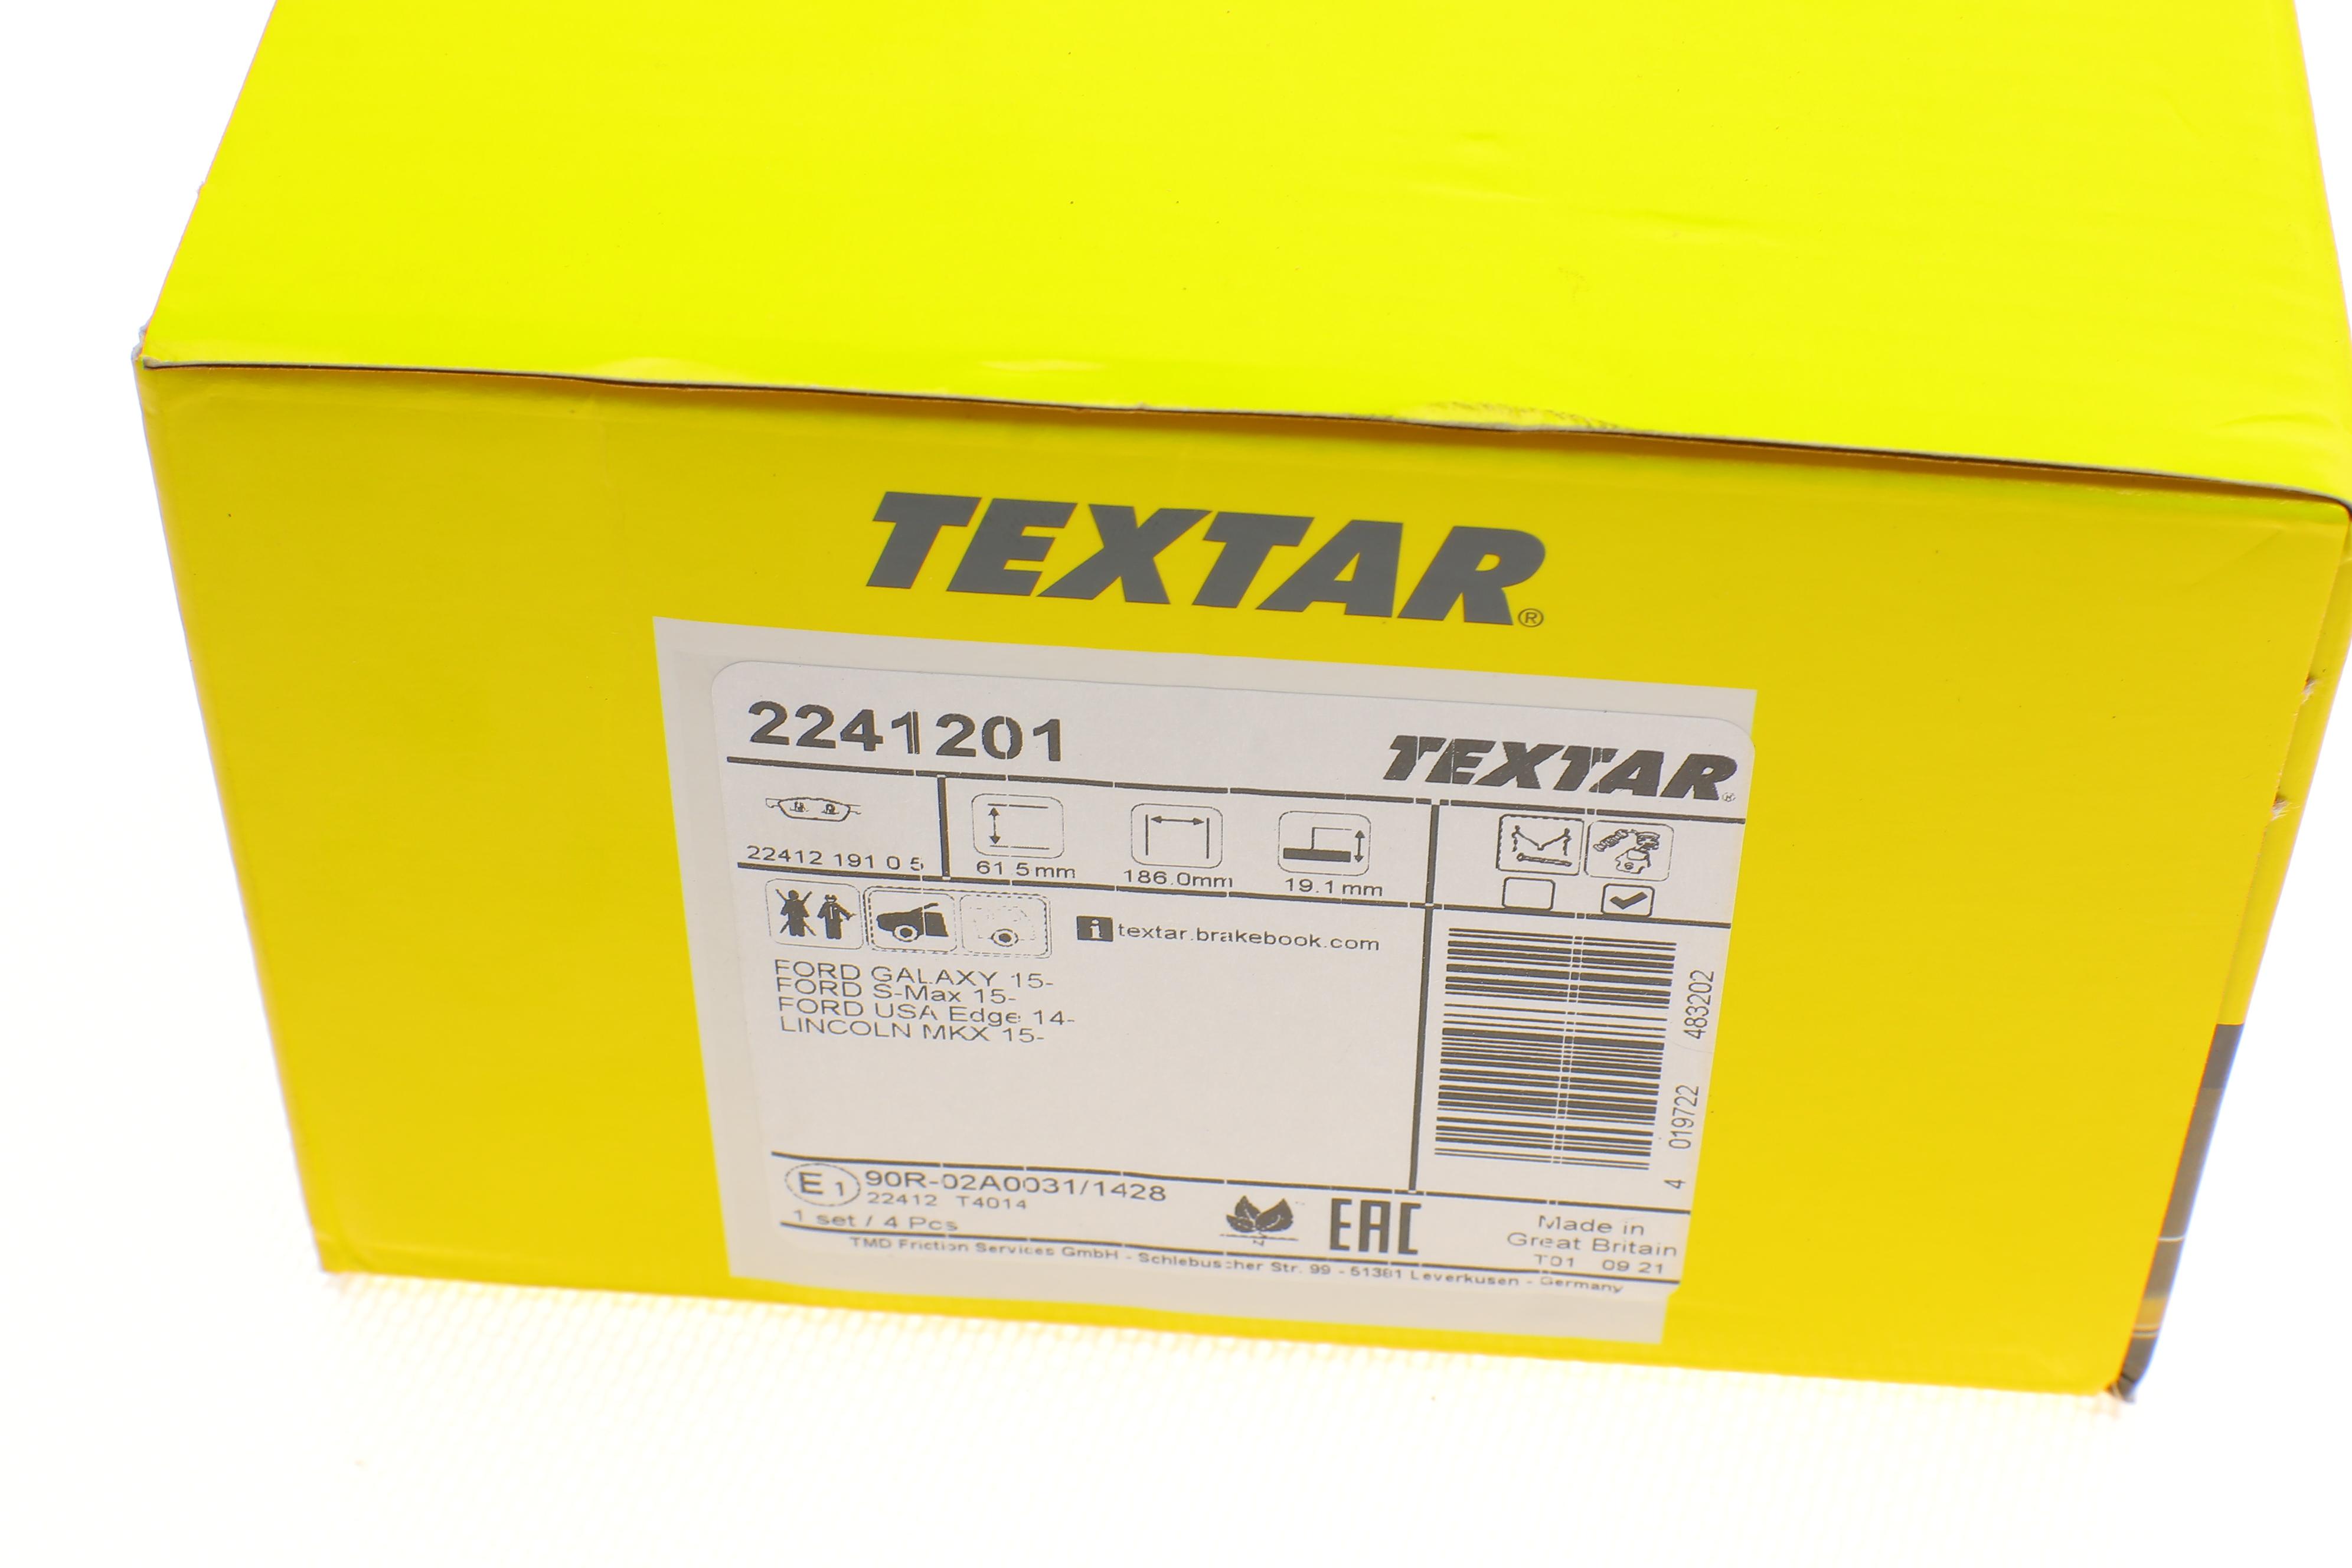 TEXTAR®
2241201
TEXTAR®
22412 191 0 5
61.5mm
186.0mm
19.1mm
i textar.brakebook.com
FORD GALAXY 15-
FORD S-Max 15-
FORD USA Edge 14-
LINCOLN MKX 15-
4 019722 483202
E1 90R-02A0031/1428
22412 T4014
1 set / 4 Pcs
N
EAC
Made in
Great Britain
T01 09 21
TMD Friction Services GmbH - Schlebuscher Str. 99 - 51381 Leverkusen - Germany